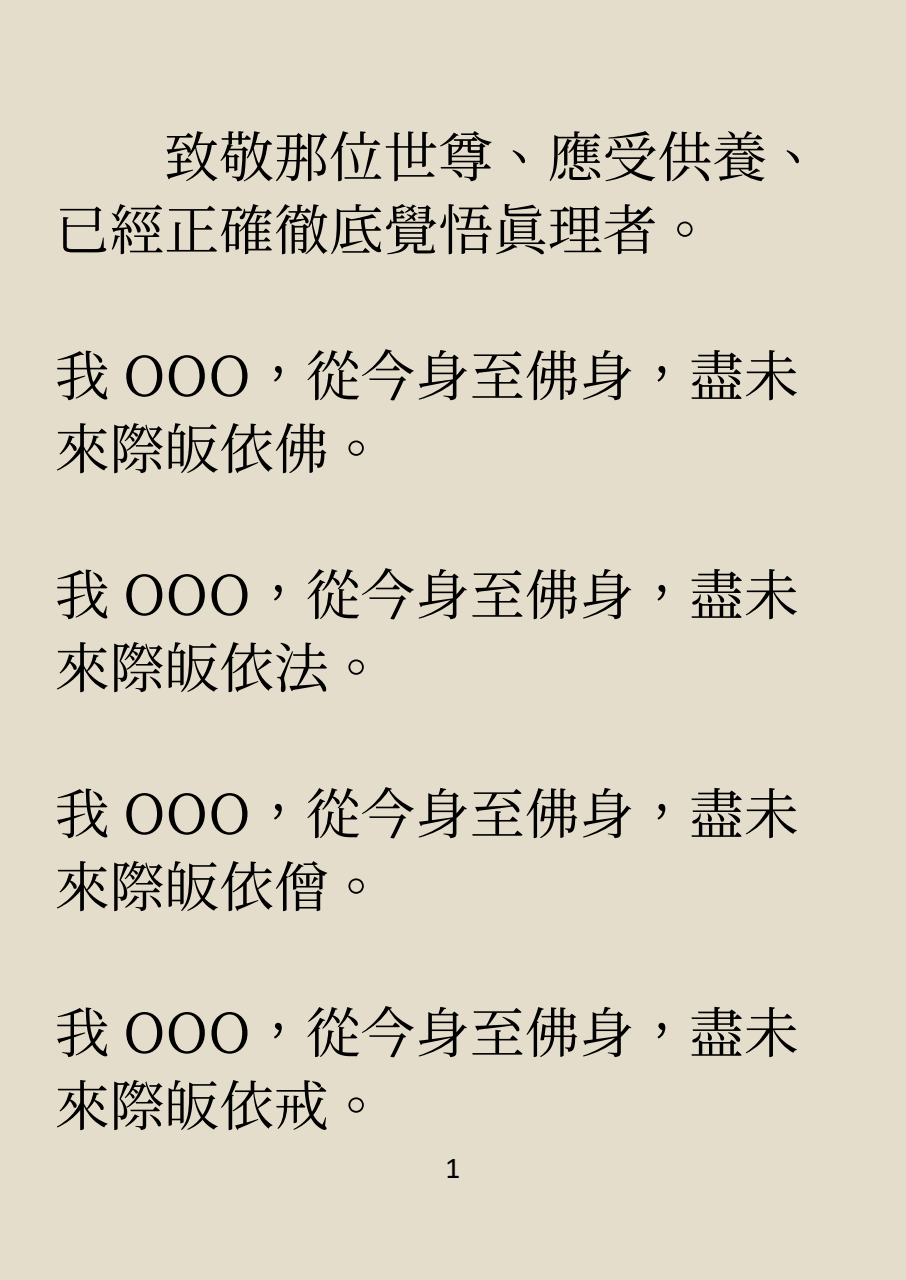 致敬那位世尊、應受供養、
已經正確徹底覺悟眞理者。
我 OOO，從今身至佛身，盡未
來際皈依佛。
我 OOO，從今身至佛身，盡未
來際皈依法。
我 OOO，從今身至佛身，盡未
來際皈依僧。
我 OOO，從今身至佛身，盡未
來際皈依戒。
1